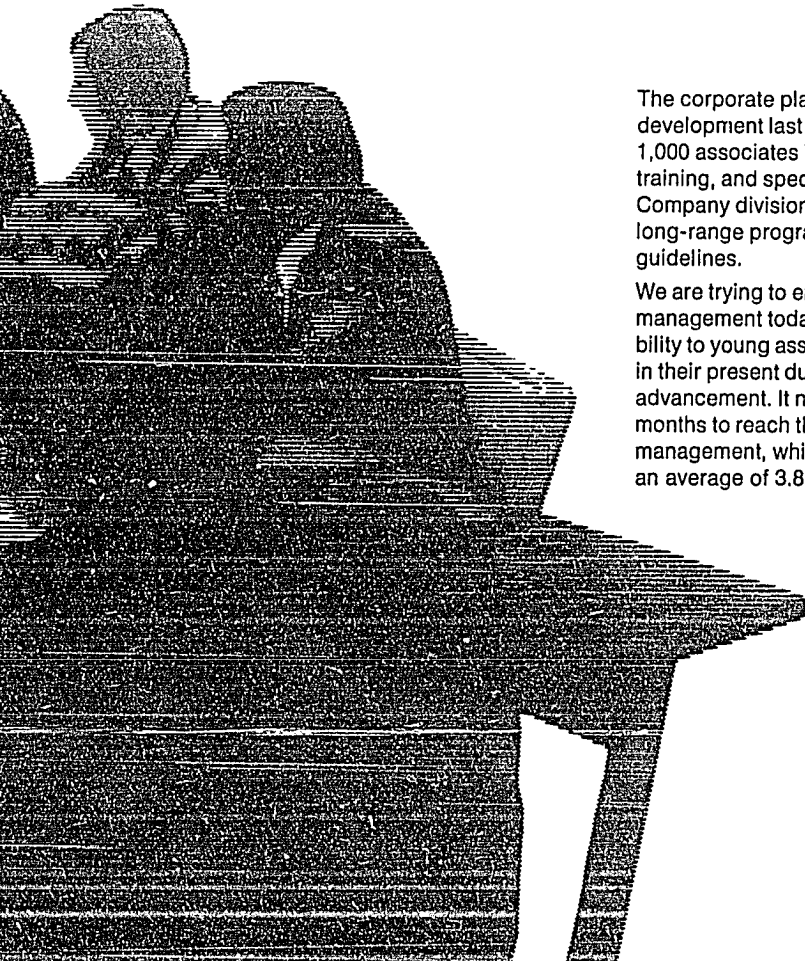 The corporate pla
development last
1,000 associates
training, and spec
Company division
long-range progra
guidelines.
We are trying to e
management toda
bility to young ass
in their present du
advancement. It m
months to reach th
management, whi
an average of 3.8